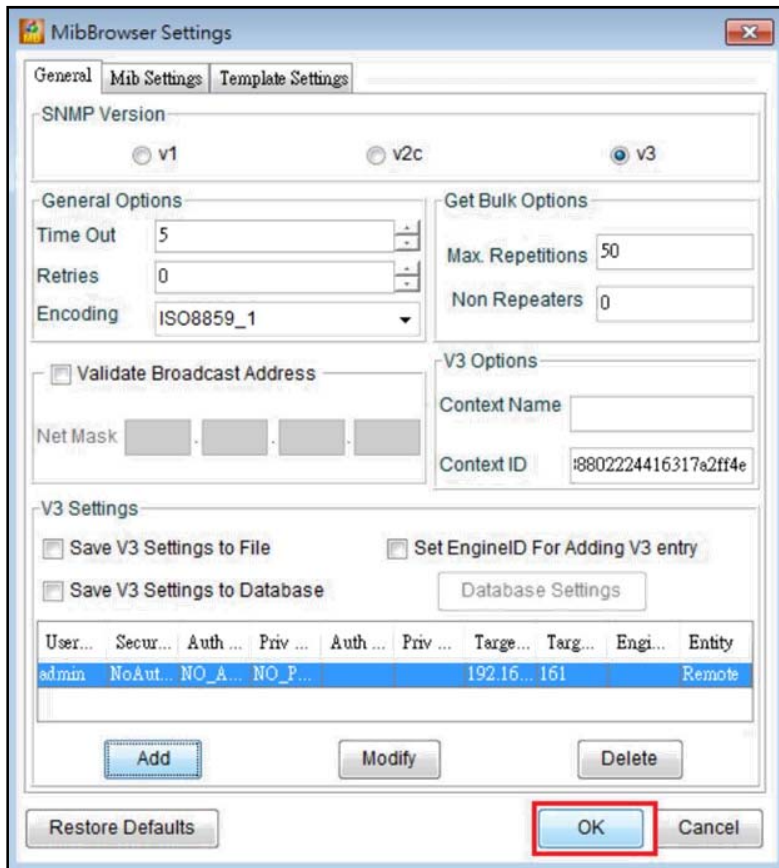 MibBrowser Settings
General Mib Settings Template Settings
SNMP Version
v1 v2c v3
General Options
Time Out 5
Retries 0
Encoding ISO8859_1
Get Bulk Options
Max. Repetitions 50
Non Repeaters 0
Validate Broadcast Address
Net Mask . . .
V3 Options
Context Name
Context ID :8802224416317a2ff4e
V3 Settings
Save V3 Settings to File Set EngineID For Adding V3 entry
Save V3 Settings to Database Database Settings
User... Secur... Auth ... Priv ... Auth ... Priv ... Targe... Targ... Engi... Entity
admin NoAut... NO_A... NO_P... 192.16... 161 Remote
Add Modify Delete
Restore Defaults OK Cancel